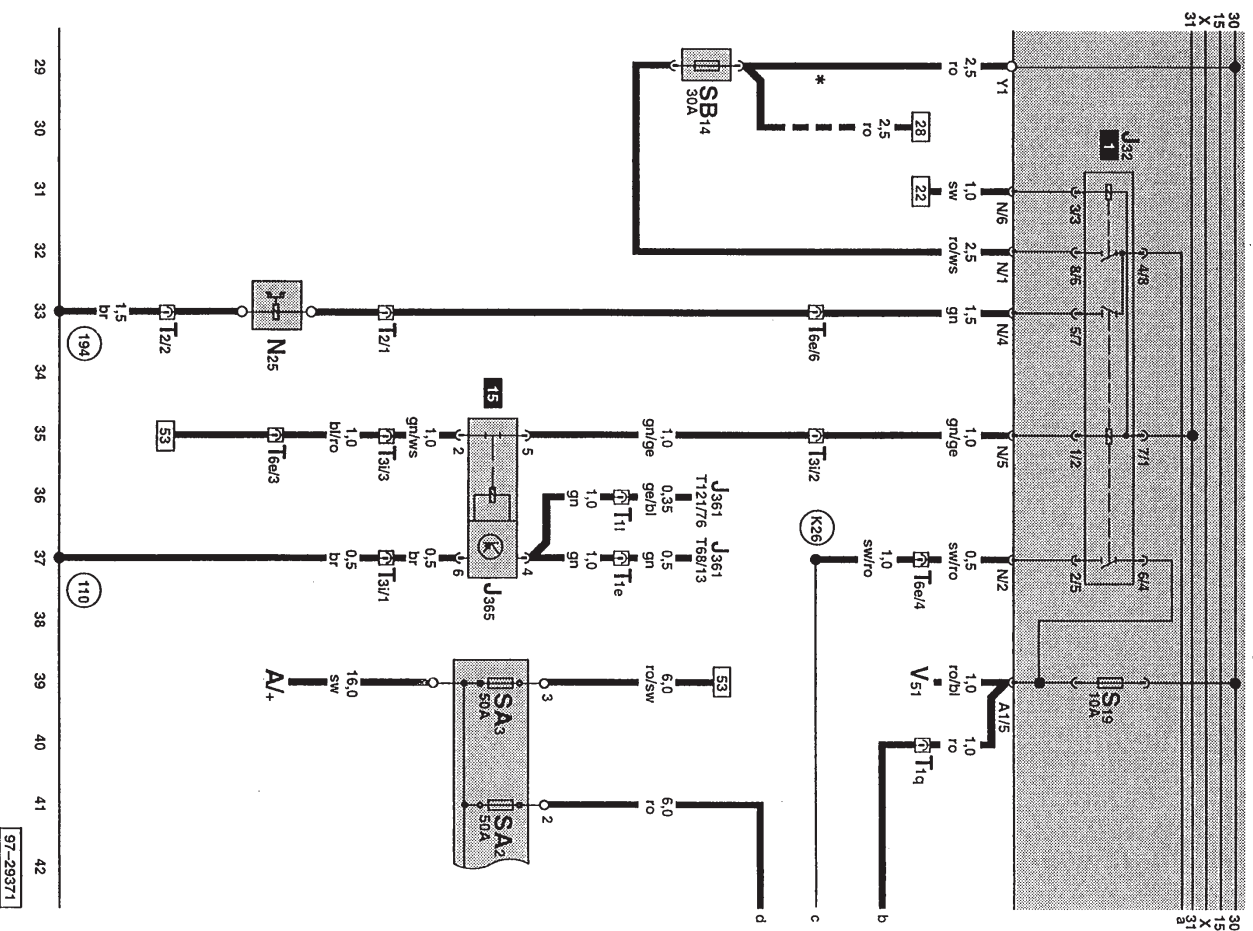 30 30
15 15
X X
31 31
a
J32
1
4/8 7/1 6/4
3/3 8/6 5/7 1/2 2/5
S19
10A
Y1 N/6 N/1 N/4 N/5 N/2 A1/5
2,5 1,0 2,5 1,5 1,0 0,5 1,0 1,0
ro sw ro/ws gn gn/ge sw/ro ro/bl ro
28 22 V51
T6e/4 T1q
2,5
ro
1,0
sw/ro
b
*
T6e/6 T3i/2 K26
c
d
SB14
30A
J361 J361
T121/76 T68/13
53
0,35 0,5
ge/bl gn
1,0 6,0 6,0
gn/ge ro/sw ro
T1i T1e
1,0 1,0
gn gn
5 4 3 2
15
J365
SA3 SA2
50A 50A
2 6
1,0 0,5
gn/ws br
T2/1 T3i/3 T3i/1
1,0 0,5 16,0
bl/ro br sw
N25
T6e/3 A/+
T2/2 53
1,5
br
194 110
29 30 31 32 33 34 35 36 37 38 39 40 41 42
97–29371